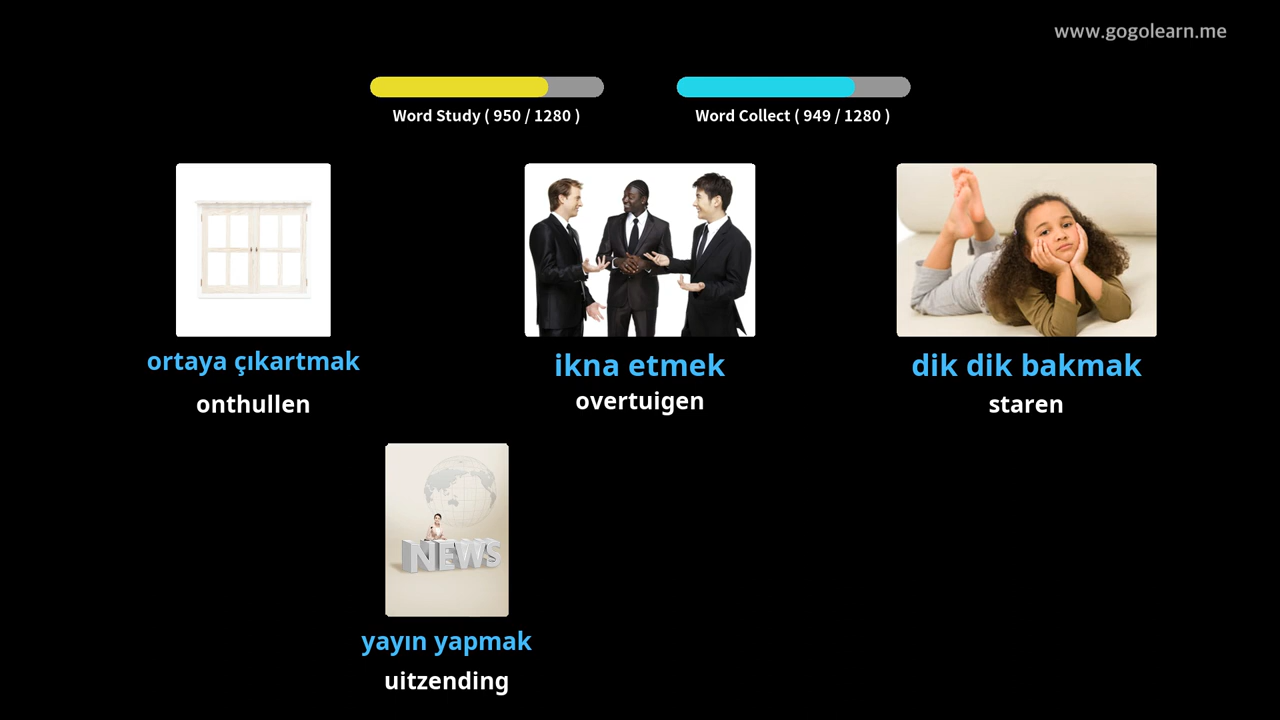 www.gogolearn.me
Word Study ( 950 / 1280 )
Word Collect ( 949 / 1280 )
ortaya çıkartmak
onthullen
ikna etmek
overtuigen
dik dik bakmak
staren
NEWS
yayın yapmak
uitzending